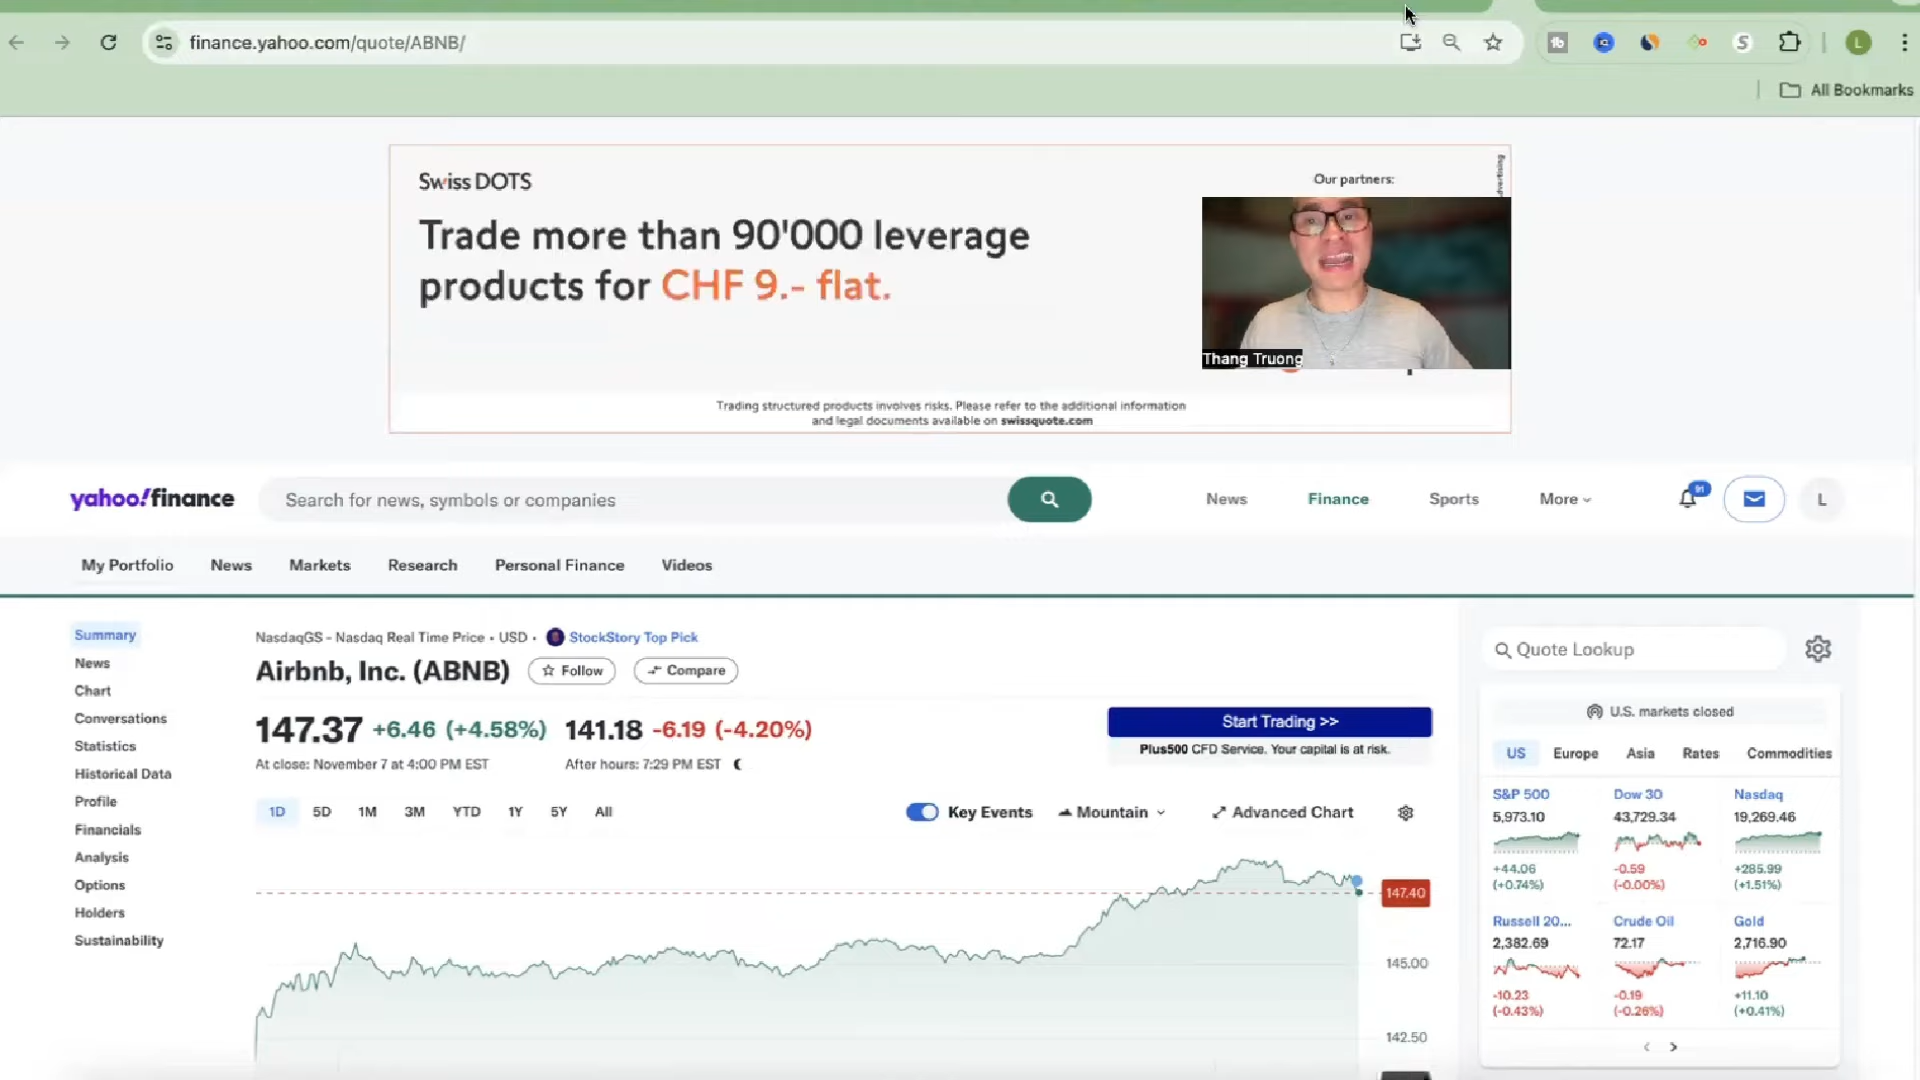 finance.yahoo.com/quote/ABNB/
All Bookmarks
Swiss DOTS
Our partners:
Trade more than 90'000 leverage
products for CHF 9.- flat.
Thang Truong
Trading structured products involves risks. Please refer to the additional information
and legal documents available on swissquote.com
yahoo!finance
Search for news, symbols or companies
News
Finance
Sports
More
L
My Portfolio
News
Markets
Research
Personal Finance
Videos
Summary
News
Chart
Conversations
Statistics
Historical Data
Profile
Financials
Analysis
Options
Holders
Sustainability
NasdaqGS - Nasdaq Real Time Price • USD •
StockStory Top Pick
Airbnb, Inc. (ABNB)
Follow
Compare
147.37 +6.46 (+4.58%)
141.18 -6.19 (-4.20%)
At close: November 7 at 4:00 PM EST
After hours: 7:29 PM EST
Start Trading >>
Plus500 CFD Service. Your capital is at risk.
1D
5D
1M
3M
YTD
1Y
5Y
All
Key Events
Mountain
Advanced Chart
147.40
145.00
142.50
Quote Lookup
U.S. markets closed
US
Europe
Asia
Rates
Commodities
S&P 500
5,973.10
+44.06
(+0.74%)
Dow 30
43,729.34
-0.59
(-0.00%)
Nasdaq
19,269.46
+285.99
(+1.51%)
Russell 20...
2,382.69
-10.23
(-0.43%)
Crude Oil
72.17
-0.19
(-0.26%)
Gold
2,716.90
+11.10
(+0.41%)